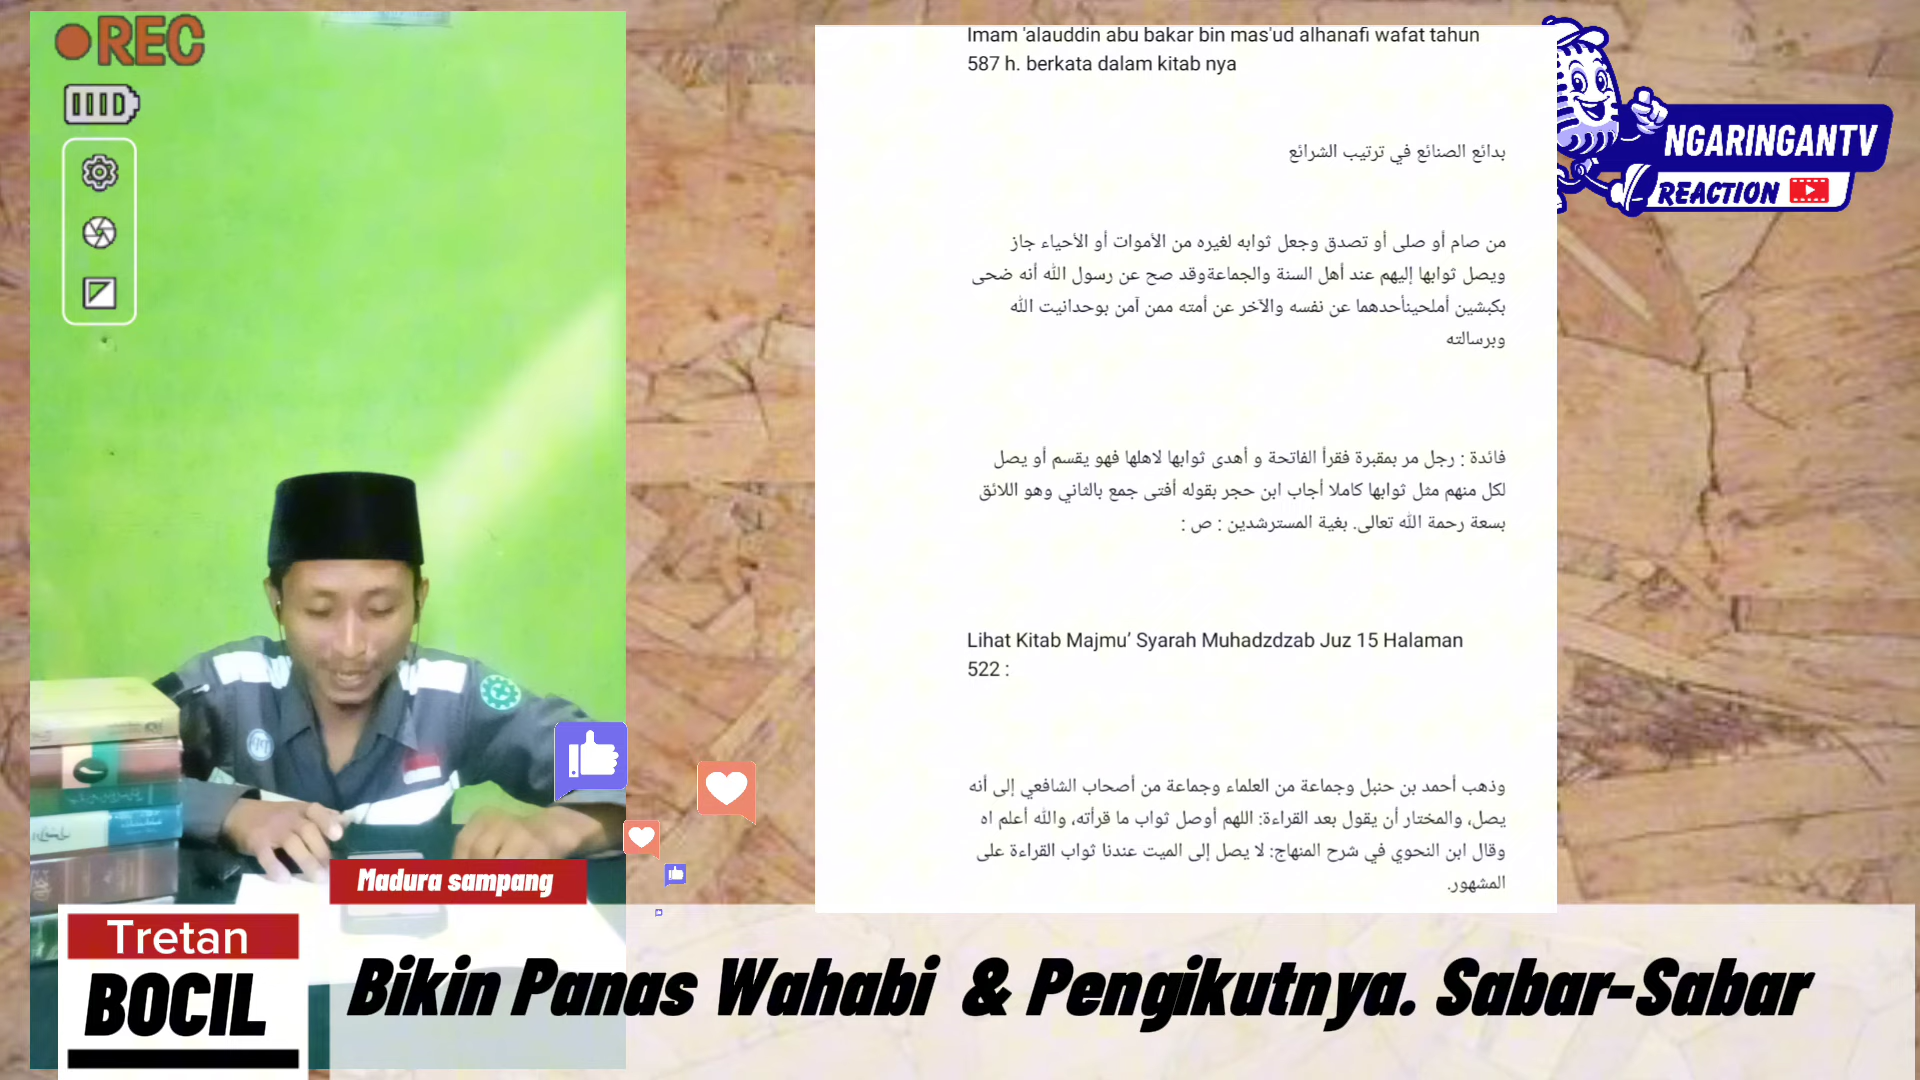 REC
Imam 'alauddin abu bakar bin mas'ud alhanafi wafat tahun
587 h. berkata dalam kitab nya
بدائع الصنائع في ترتيب الشرائع
من صام أو صلى أو تصدق وجعل ثوابه لغيره من الأموات أو الأحياء جاز
ويصل ثوابها إليهم عند أهل السنة والجماعةوقد صح عن رسول الله أنه ضحى
بكبشين أملحينأحدهما عن نفسه والآخر عن أمته ممن آمن بوحدانيت الله
وبرسالته
فائدة : رجل مر بمقبرة فقرأ الفاتحة و أهدى ثوابها لاهلها فهو يقسم أو يصل
لكل منهم مثل ثوابها كاملا أجاب ابن حجر بقوله أفتى جمع بالثاني وهو اللائق
بسعة رحمة الله تعالى. بغية المسترشدين : ص :
Lihat Kitab Majmu’ Syarah Muhadzdzab Juz 15 Halaman
522 :
وذهب أحمد بن حنبل وجماعة من العلماء وجماعة من أصحاب الشافعي إلى أنه
يصل، والمختار أن يقول بعد القراءة: اللهم أوصل ثواب ما قرأته، والله أعلم اه
وقال ابن النحوي في شرح المنهاج: لا يصل إلى الميت عندنا ثواب القراءة على
المشهور.
NGARINGANTV
REACTION
Madura sampang
Tretan
BOCIL
Bikin Panas Wahabi & Pengikutnya. Sabar-Sabar